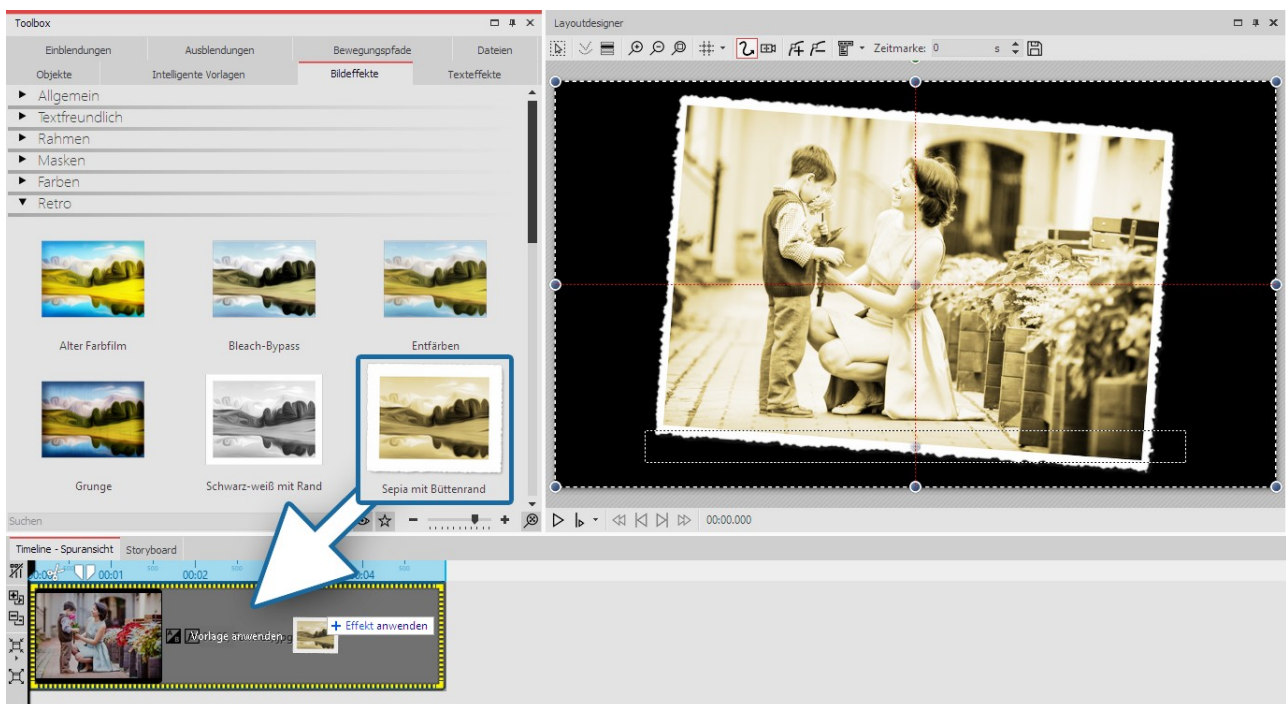 Toolbox
Einblendungen Ausblendungen Bewegungspfade Dateien
Objekte Intelligente Vorlagen Bildeffekte Texteffekte
Allgemein
Textfreundlich
Rahmen
Masken
Farben
Retro
Alter Farbfilm Bleach-Bypass Entfärben
Grunge Schwarz-weiß mit Rand Sepia mit Büttenrand
Suchen
Layoutdesigner
Zeitmarke: 0 s
00:00.000
Timeline - Spuransicht Storyboard
00:01 500 00:02 00:04 500
Vorlage anwenden
+ Effekt anwenden